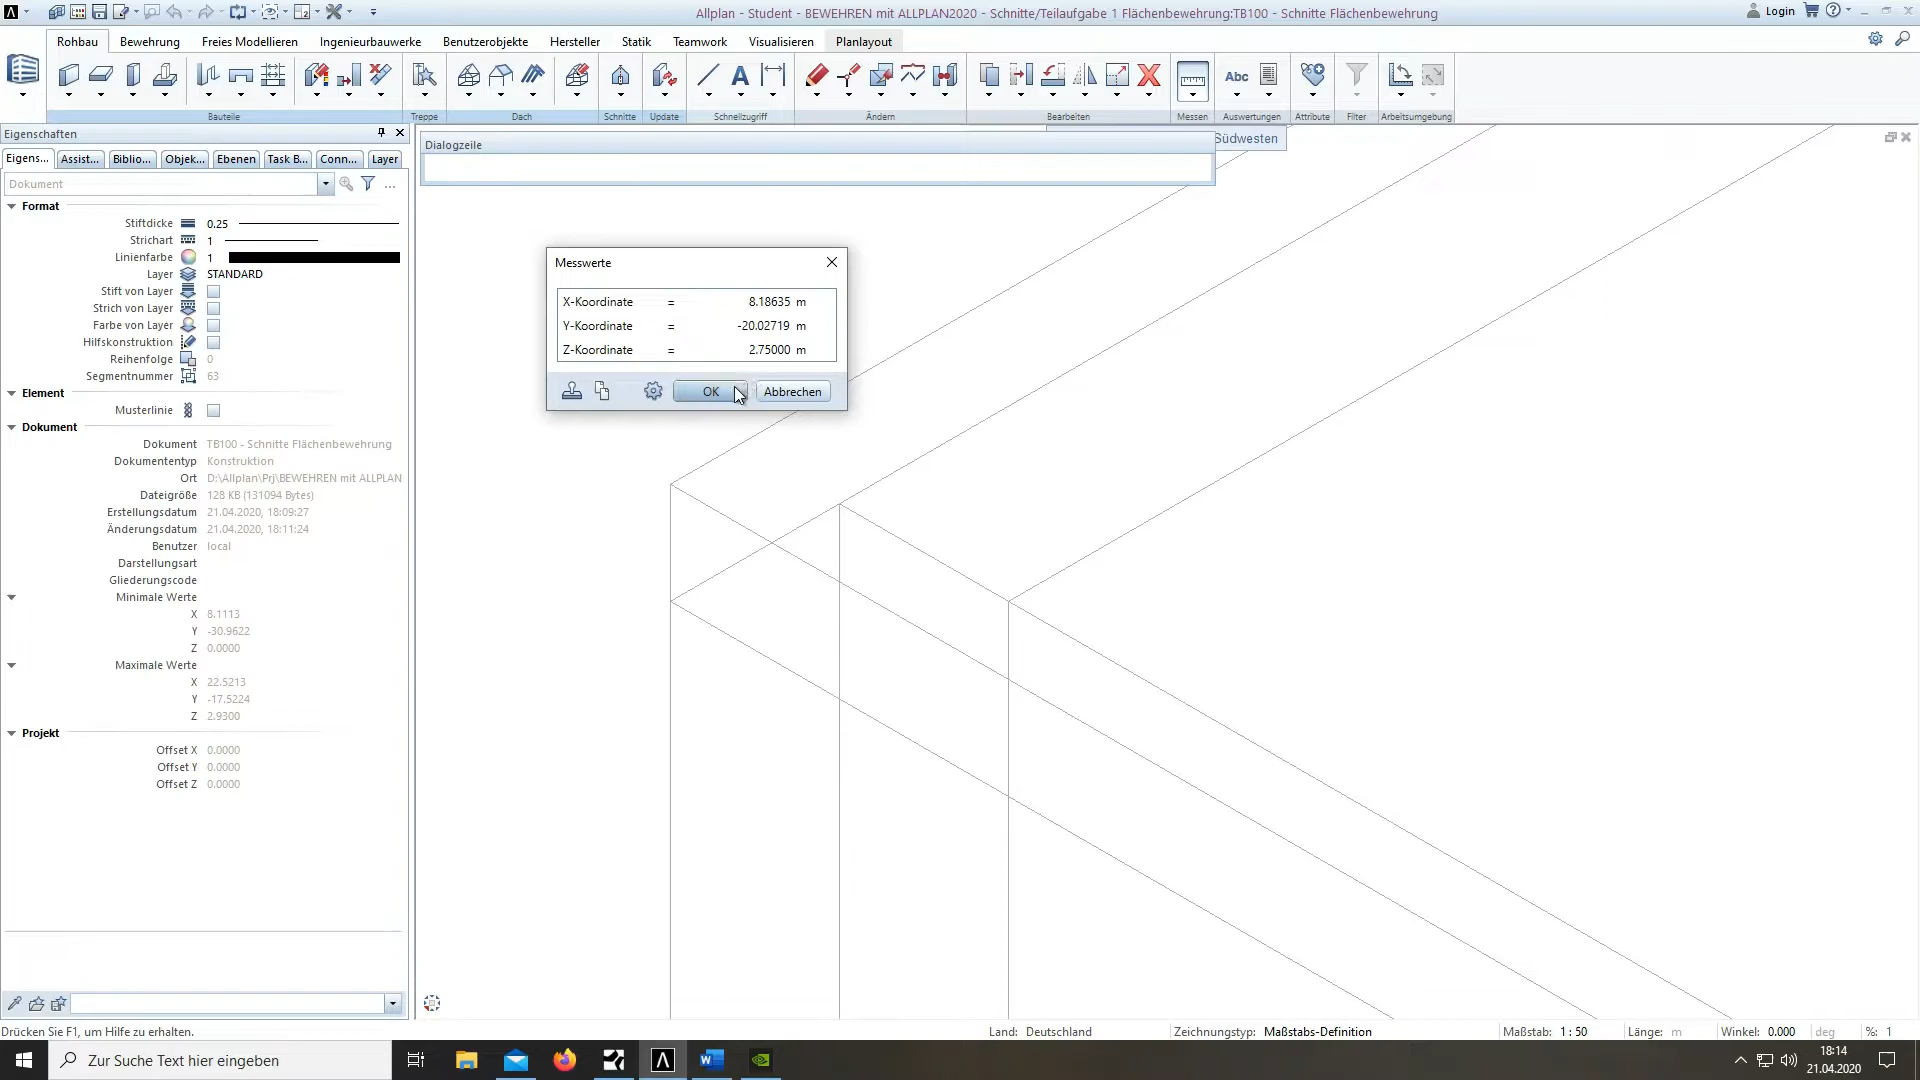 Allplan - Student - BEWEHREN mit ALLPLAN2020 - Schnitte/Teilaufgabe 1 Flächenbewehrung:TB100 - Schnitte Flächenbewehrung
Login
Rohbau
Bewehrung
Freies Modellieren
Ingenieurbauwerke
Benutzerobjekte
Hersteller
Statik
Teamwork
Visualisieren
Planlayout
Abc
Bauteile
Treppe
Dach
Schnitte
Update
Schnellzugriff
Ändern
Bearbeiten
Messen
Auswertungen
Attribute
Filter
Arbeitsumgebung
Eigenschaften
Eigens...
Assist...
Biblio...
Objek...
Ebenen
Task B...
Conn...
Layer
Dokument
...
Format
Stiftdicke 0.25
Strichart 1
Linienfarbe 1
Layer STANDARD
Stift von Layer
Strich von Layer
Farbe von Layer
Hilfskonstruktion
Reihenfolge 0
Segmentnummer 63
Element
Musterlinie
Dokument
Dokument TB100 - Schnitte Flächenbewehrung
Dokumententyp Konstruktion
Ort D:\Allplan\Prj\BEWEHREN mit ALLPLAN
Dateigröße 128 KB (131094 Bytes)
Erstellungsdatum 21.04.2020, 18:09:27
Änderungsdatum 21.04.2020, 18:11:24
Benutzer local
Darstellungsart
Gliederungscode
Minimale Werte
X 8.1113
Y -30.9622
Z 0.0000
Maximale Werte
X 22.5213
Y -17.5224
Z 2.9300
Projekt
Offset X 0.0000
Offset Y 0.0000
Offset Z 0.0000
Dialogzeile
Südwesten
Messwerte
X-Koordinate = 8.18635 m
Y-Koordinate = -20.02719 m
Z-Koordinate = 2.75000 m
OK
Abbrechen
Drücken Sie F1, um Hilfe zu erhalten.
Land: Deutschland
Zeichnungstyp: Maßstabs-Definition
Maßstab: 1 : 50
Länge: m
Winkel: 0.000 deg
%: 1
Zur Suche Text hier eingeben
18:14
21.04.2020